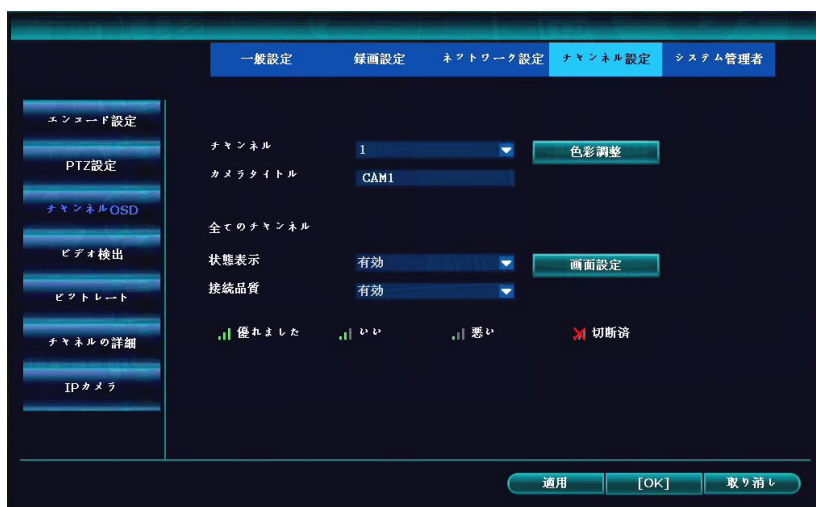 一般設定 録画設定 ネットワーク設定 チャンネル設定 システム管理者
エンコード設定
PTZ設定
チャンネルOSD
ビデオ検出
ビットレート
チャネルの詳細
IPカメラ
チャンネル 1 色彩調整
カメラタイトル CAM1
全てのチャンネル
状態表示 有効 画面設定
接続品質 有効
優れました いい 悪い 切断済
適用 [OK] 取り消し